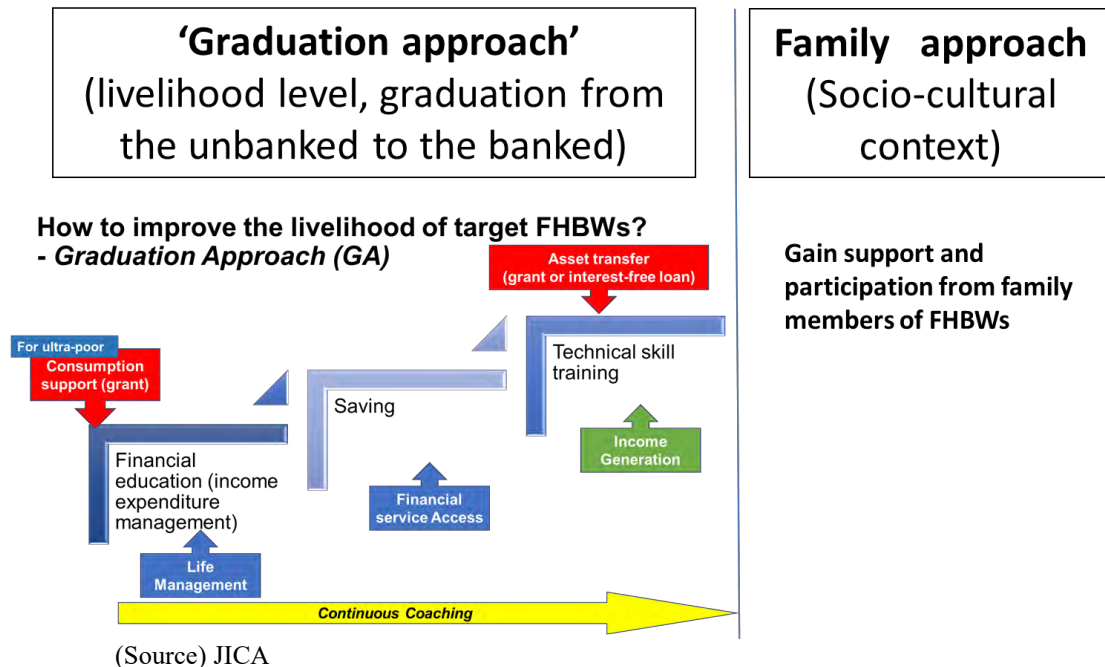 ‘Graduation approach’
(livelihood level, graduation from
the unbanked to the banked)
Family approach
(Socio-cultural
context)
How to improve the livelihood of target FHBWs?
- Graduation Approach (GA)
Asset transfer
(grant or interest-free loan)
Gain support and
participation from family
members of FHBWs
For ultra-poor
Consumption
support (grant)
Technical skill
training
Saving
Income
Generation
Financial
education (income
expenditure
management)
Financial
service Access
Life
Management
Continuous Coaching
(Source) JICA